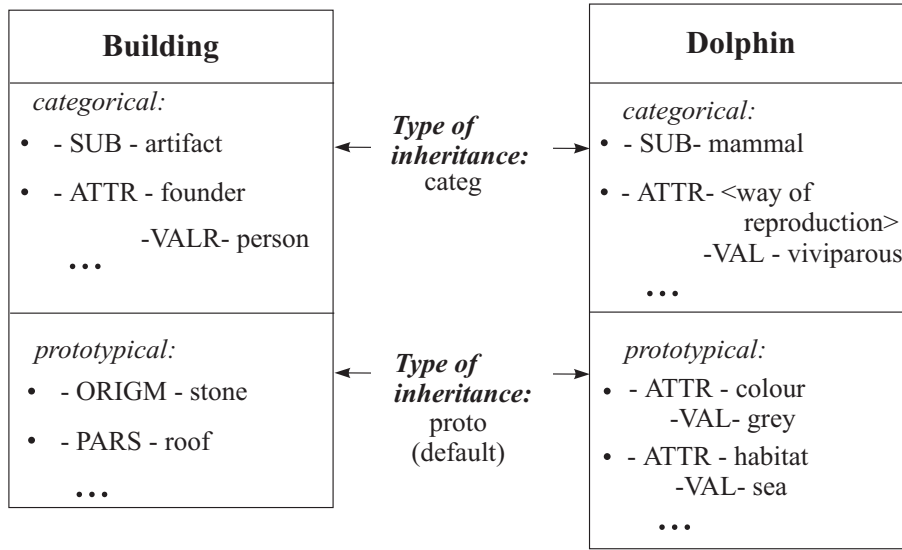 Building
categorical:
• - SUB - artifact
• - ATTR - founder
-VALR- person
...
prototypical:
• - ORIGM - stone
• - PARS - roof
...
Type of
inheritance:
categ
Type of
inheritance:
proto
(default)
Dolphin
categorical:
• - SUB- mammal
• - ATTR- <way of
reproduction>
-VAL - viviparous
...
prototypical:
• - ATTR - colour
-VAL- grey
• - ATTR - habitat
-VAL- sea
...